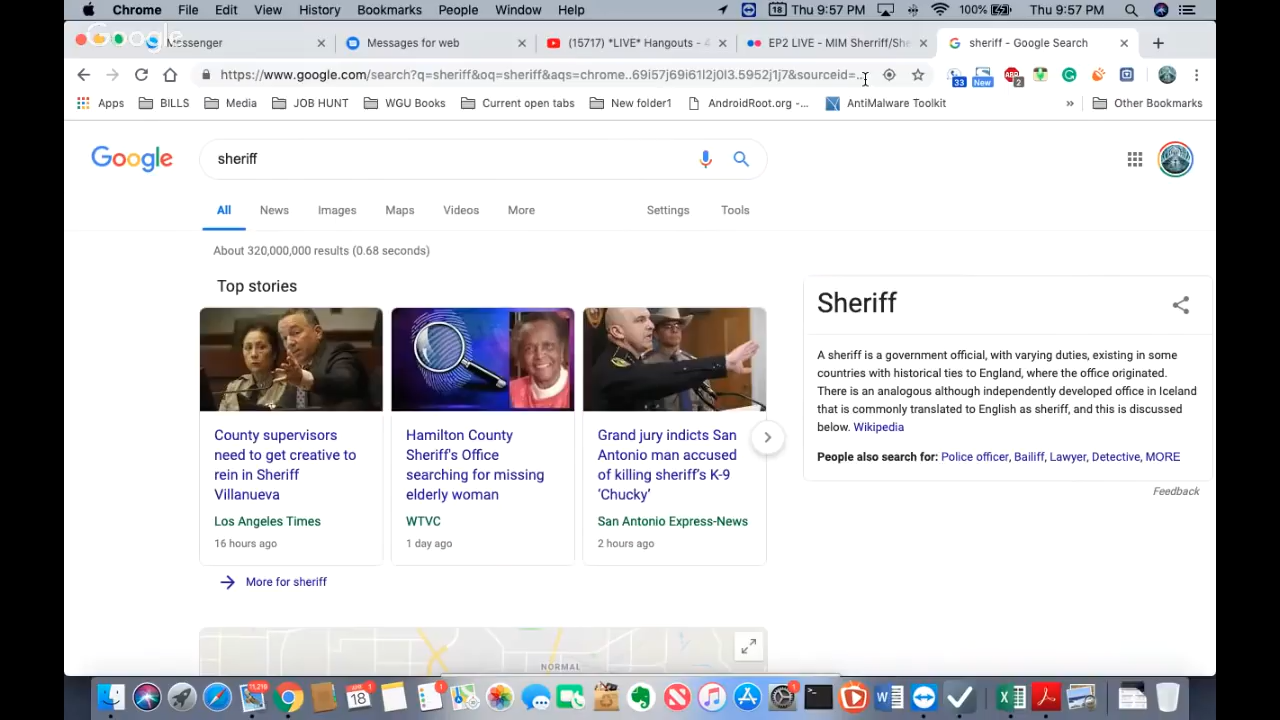 Chrome File Edit View History Bookmarks People Window Help 18 Thu 9:57 PM 100% Thu 9:57 PM
Google
Messenger Messages for web (15717) *LIVE* Hangouts - EP2 LIVE - MIM Sherriff/She sheriff - Google Search
https://www.google.com/search?q=sheriff&oq=sheriff&aqs=chrome..69i57j69i61l2j0l3.5952j1j7&sourceid=...
33 New ABP 2
Apps BILLS Media JOB HUNT WGU Books Current open tabs New folder1 AndroidRoot.org -... AntiMalware Toolkit » Other Bookmarks
Google sheriff
All News Images Maps Videos More Settings Tools
About 320,000,000 results (0.68 seconds)
Top stories
County supervisors
need to get creative to
rein in Sheriff
Villanueva
Los Angeles Times
16 hours ago
Hamilton County
Sheriff's Office
searching for missing
elderly woman
WTVC
1 day ago
Grand jury indicts San
Antonio man accused
of killing sheriff's K-9
'Chucky'
San Antonio Express-News
2 hours ago
More for sheriff
NORMAL
Sheriff
A sheriff is a government official, with varying duties, existing in some
countries with historical ties to England, where the office originated.
There is an analogous although independently developed office in Iceland
that is commonly translated to English as sheriff, and this is discussed
below. Wikipedia
People also search for: Police officer, Bailiff, Lawyer, Detective, MORE
Feedback
18